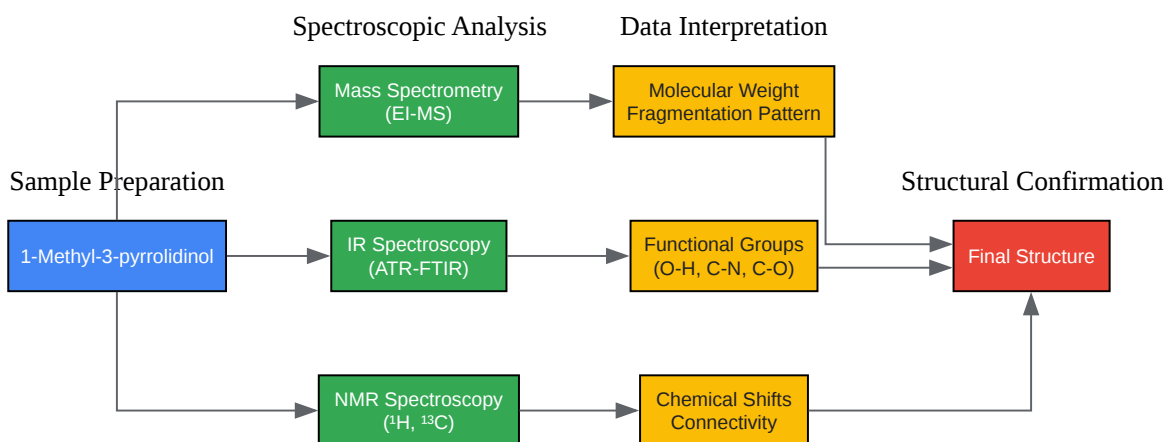 Spectroscopic Analysis
Data Interpretation
Mass Spectrometry
(EI-MS)
Molecular Weight
Fragmentation Pattern
Sample Preparation
Structural Confirmation
1-Methyl-3-pyrrolidinol
IR Spectroscopy
(ATR-FTIR)
Functional Groups
(O-H, C-N, C-O)
Final Structure
NMR Spectroscopy
(¹H, ¹³C)
Chemical Shifts
Connectivity